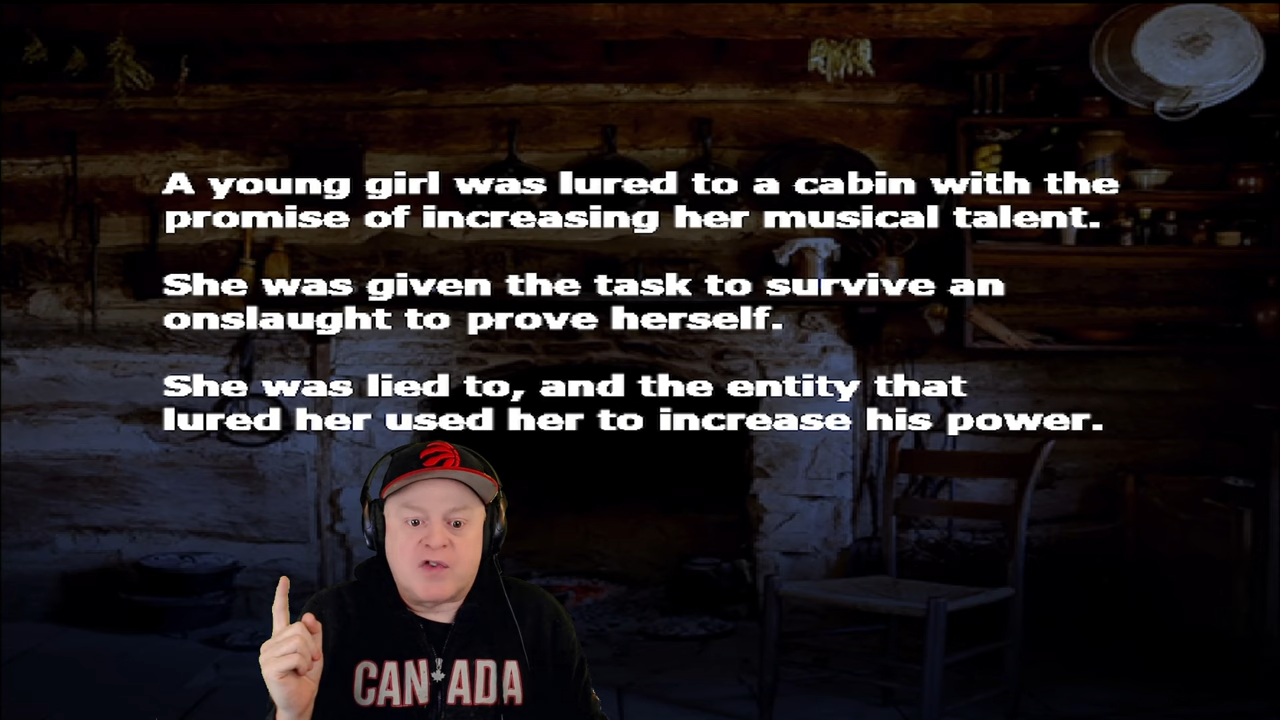 A young girl was lured to a cabin with the
promise of increasing her musical talent.
She was given the task to survive an
onslaught to prove herself.
She was lied to, and the entity that
lured her used her to increase his power.
CANADA